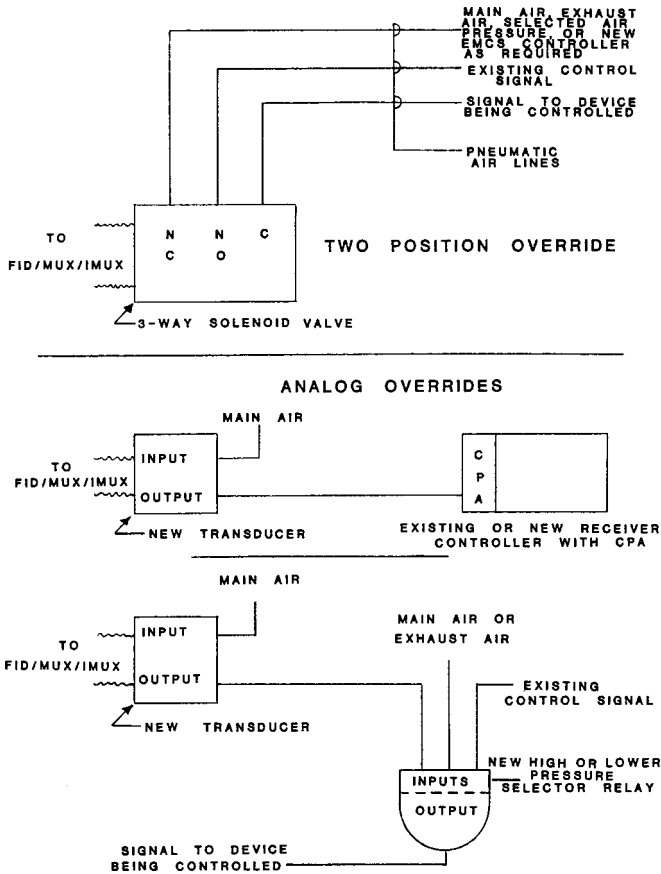 MAIN AIR, EXHAUST
AIR, SELECTED AIR
PRESSURE, OR NEW
EMCS CONTROLLER
AS REQUIRED
EXISTING CONTROL
SIGNAL
SIGNAL TO DEVICE
BEING CONTROLLED
PNEUMATIC
AIR LINES
TO
FID/MUX/IMUX
N C
N O
C
TWO POSITION OVERRIDE
3-WAY SOLENOID VALVE
ANALOG OVERRIDES
MAIN AIR
TO
FID/MUX/IMUX
INPUT
OUTPUT
NEW TRANSDUCER
C
P
A
EXISTING OR NEW RECEIVER
CONTROLLER WITH CPA
MAIN AIR
TO
FID/MUX/IMUX
INPUT
OUTPUT
NEW TRANSDUCER
MAIN AIR OR
EXHAUST AIR
EXISTING
CONTROL SIGNAL
NEW HIGH OR LOWER
PRESSURE
SELECTOR RELAY
INPUTS
OUTPUT
SIGNAL TO DEVICE
BEING CONTROLLED